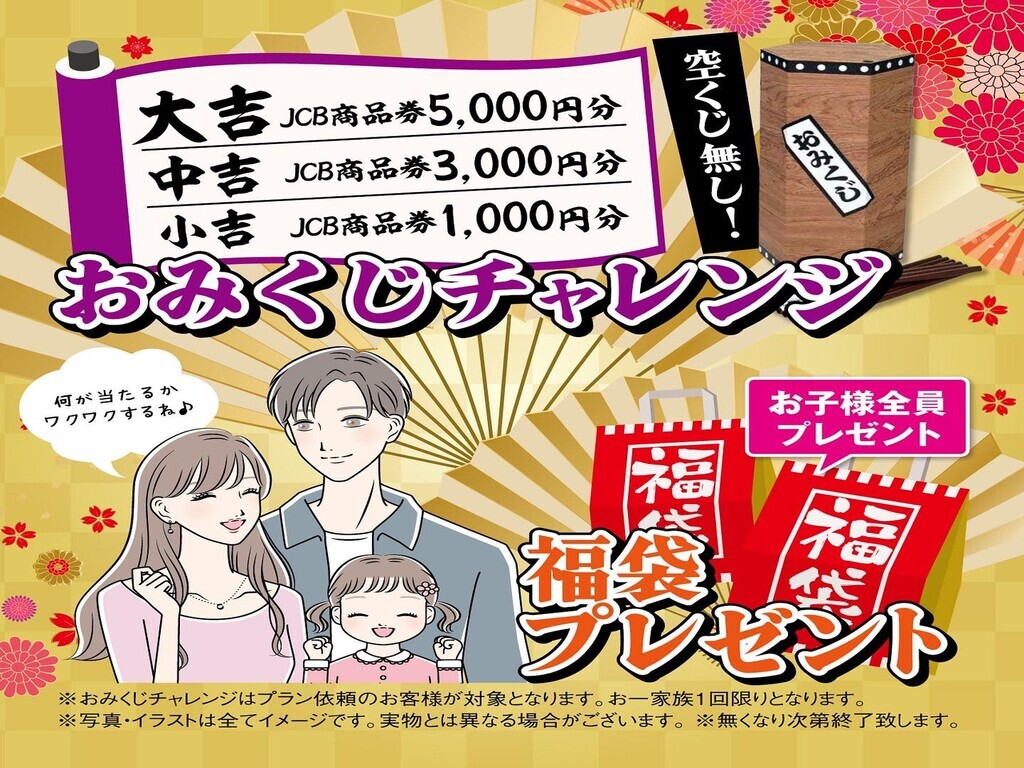 大吉 JCB商品券5,000円分
中吉 JCB商品券3,000円分
小吉 JCB商品券1,000円分
空くじ無し!
おみくじ
おみくじチャレンジ
何が当たるか
ワクワクするね♪
お子様全員
プレゼント
福袋
福袋
福袋
プレゼント
※おみくじチャレンジはプラン依頼のお客様が対象となります。お一家族1回限りとなります。
※写真・イラストは全てイメージです。実物とは異なる場合がございます。 ※無くなり次第終了致します。